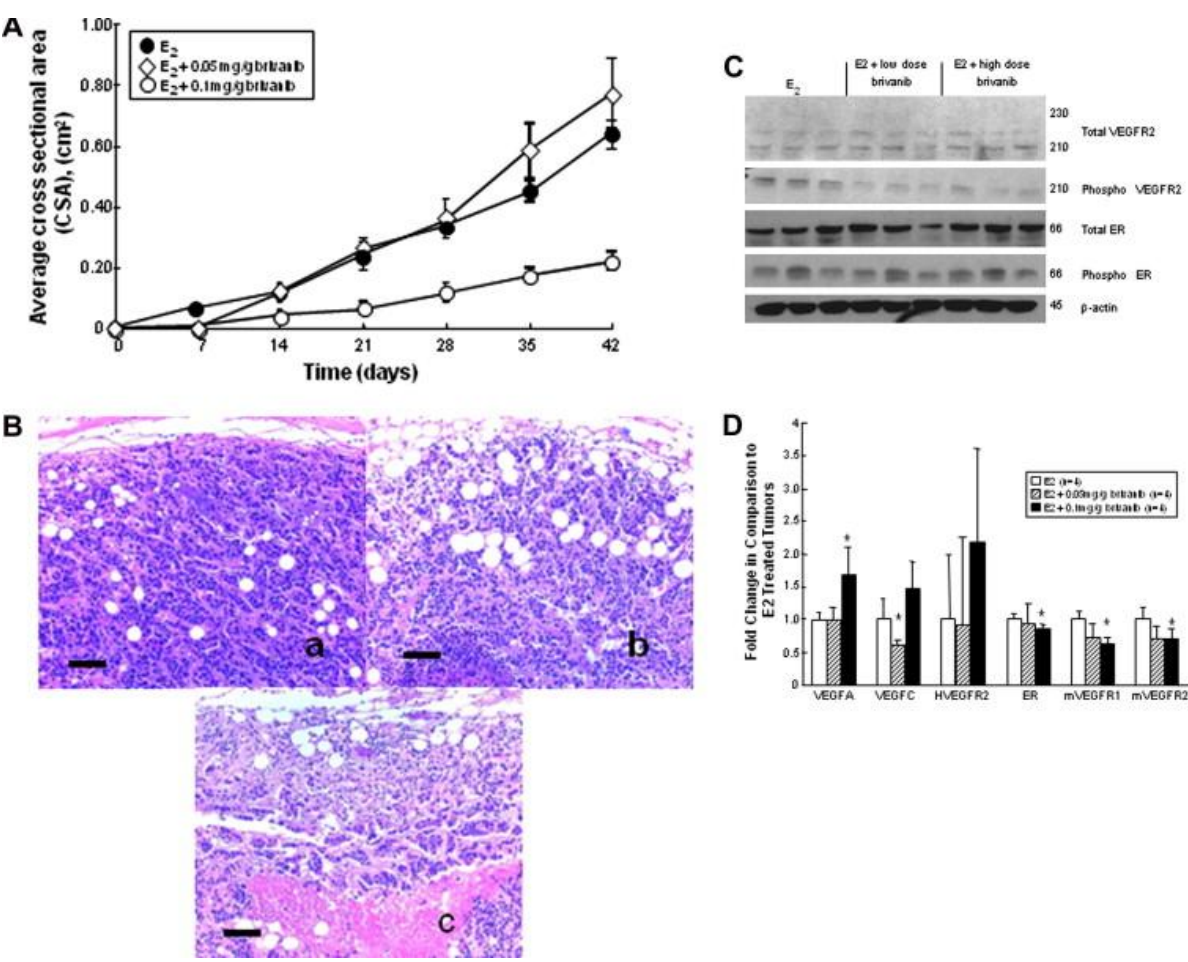 A
1.00
0.80
0.60
0.40
0.20
0
Average cross sectional area
(CSA), (cm²)
E₂
E₂ + 0.05mg/g brivanib
E₂ + 0.1mg/g brivanib
0 7 14 21 28 35 42
Time (days)
B
a
b
c
C
E₂
E2 + low dose
brivanib
E2 + high dose
brivanib
230
210
Total VEGFR2
210 Phospho VEGFR2
66 Total ER
66 Phospho ER
45 β-actin
D
4
3.5
3.0
2.5
2.0
1.5
1.0
0.5
0
Fold Change in Comparison to
E2 Treated Tumors
E2 (n=4)
E2 + 0.05mg/g brivanib (n=4)
E2 + 0.1mg/g brivanib (n=4)
* * * * *
VEGFA VEGFC HVEGFR2 ER mVEGFR1 mVEGFR2